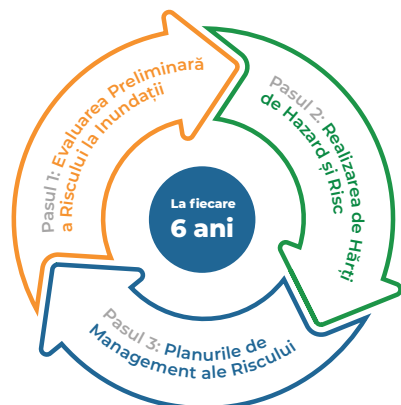 Pasul 1: Evaluarea Preliminară
a Riscului la Inundații
Pasul 2: Realizarea de Hărți
de Hazard și Risc
La fiecare
6 ani
Pasul 3: Planurile de
Management ale Riscului